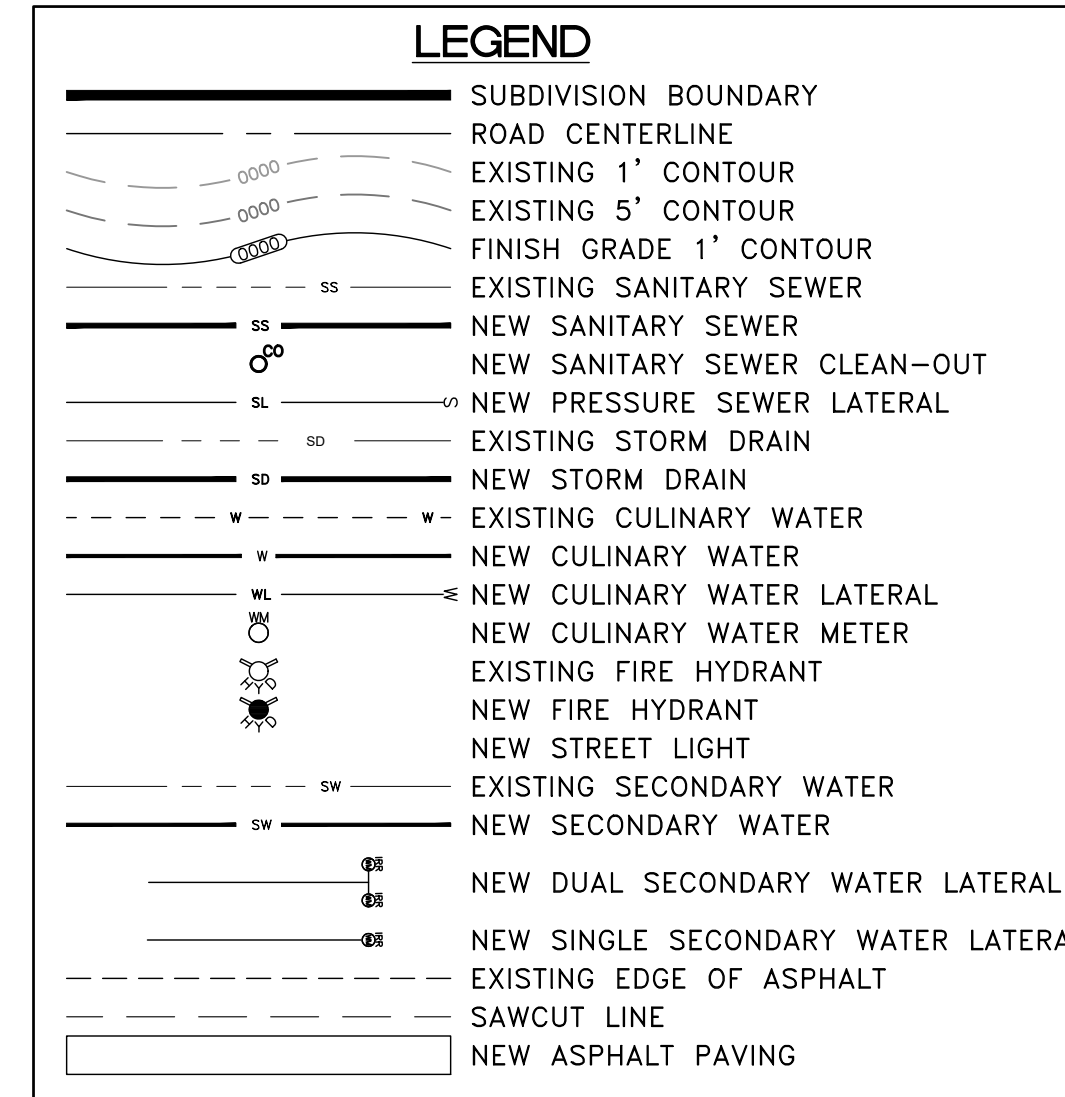 LEGEND
SUBDIVISION BOUNDARY
ROAD CENTERLINE
0000 EXISTING 1' CONTOUR
0000 EXISTING 5' CONTOUR
0000 FINISH GRADE 1' CONTOUR
SS EXISTING SANITARY SEWER
SS NEW SANITARY SEWER
CO NEW SANITARY SEWER CLEAN-OUT
SL S NEW PRESSURE SEWER LATERAL
SD EXISTING STORM DRAIN
SD NEW STORM DRAIN
W W EXISTING CULINARY WATER
W NEW CULINARY WATER
WL W NEW CULINARY WATER LATERAL
WM NEW CULINARY WATER METER
HYD EXISTING FIRE HYDRANT
HYD NEW FIRE HYDRANT
NEW STREET LIGHT
SW EXISTING SECONDARY WATER
SW NEW SECONDARY WATER
IRR
IRR
NEW DUAL SECONDARY WATER LATERAL
IRR NEW SINGLE SECONDARY WATER LATERA
EXISTING EDGE OF ASPHALT
SAWCUT LINE
NEW ASPHALT PAVING